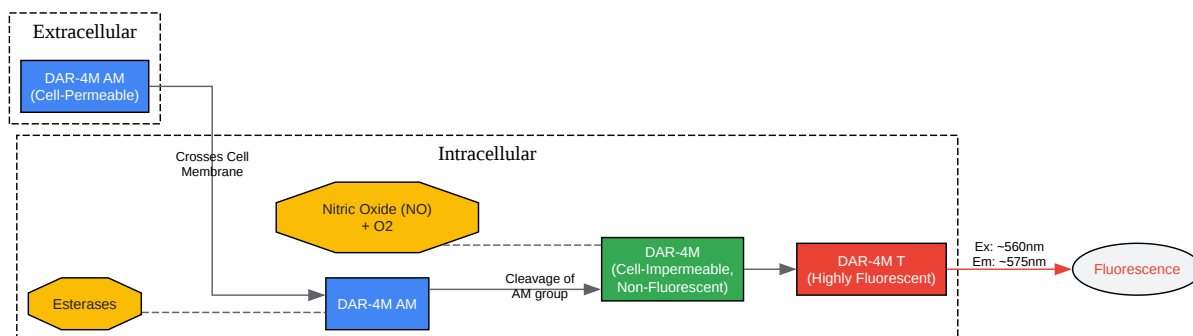 Extracellular
DAR-4M AM
(Cell-Permeable)
Crosses Cell
Membrane
Intracellular
Nitric Oxide (NO)
+ O2
Esterases
DAR-4M AM
Cleavage of
AM group
DAR-4M
(Cell-Impermeable,
Non-Fluorescent)
DAR-4M T
(Highly Fluorescent)
Ex: ~560nm
Em: ~575nm
Fluorescence